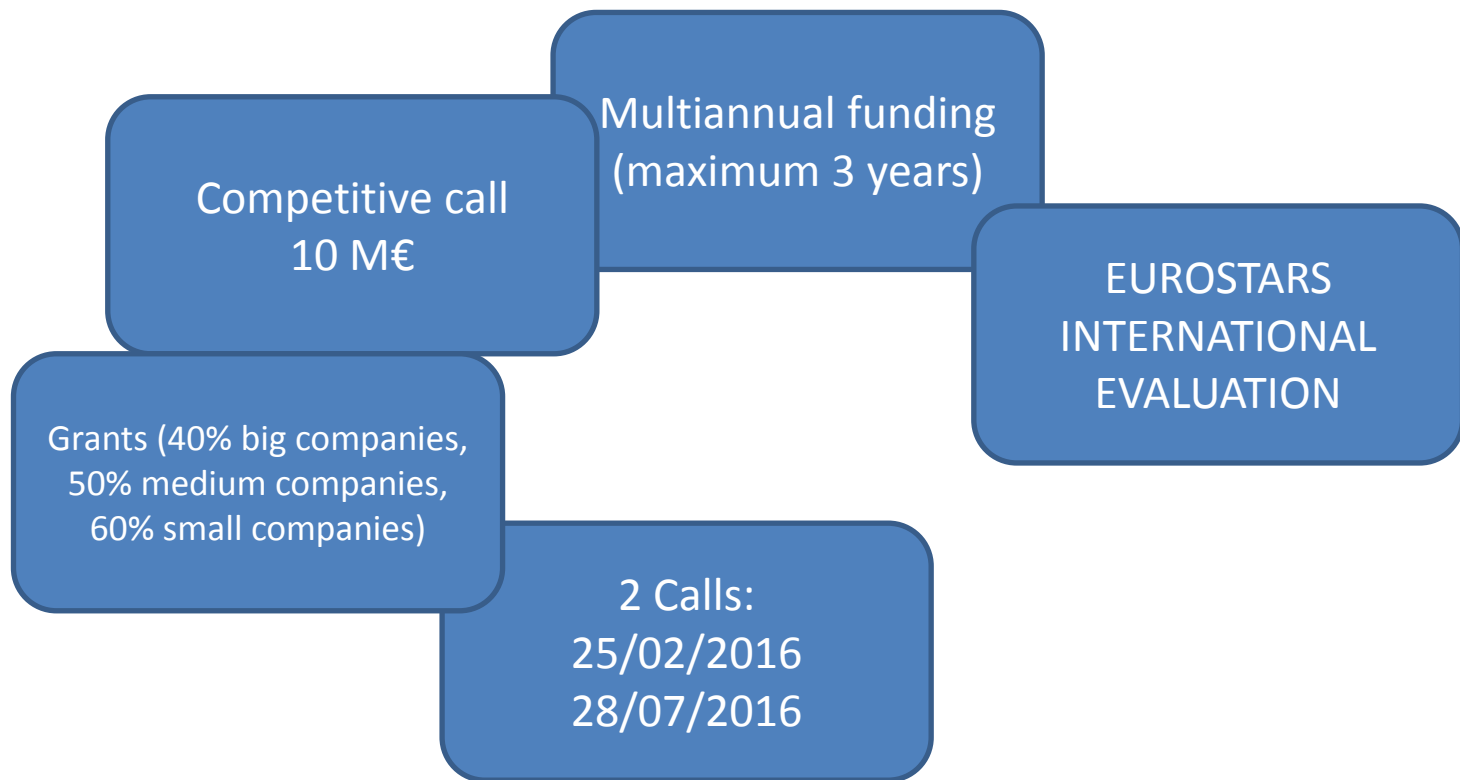 Multiannual funding
(maximum 3 years)
Competitive call
10 M€
EUROSTARS
INTERNATIONAL
EVALUATION
Grants (40% big companies,
50% medium companies,
60% small companies)
2 Calls:
25/02/2016
28/07/2016